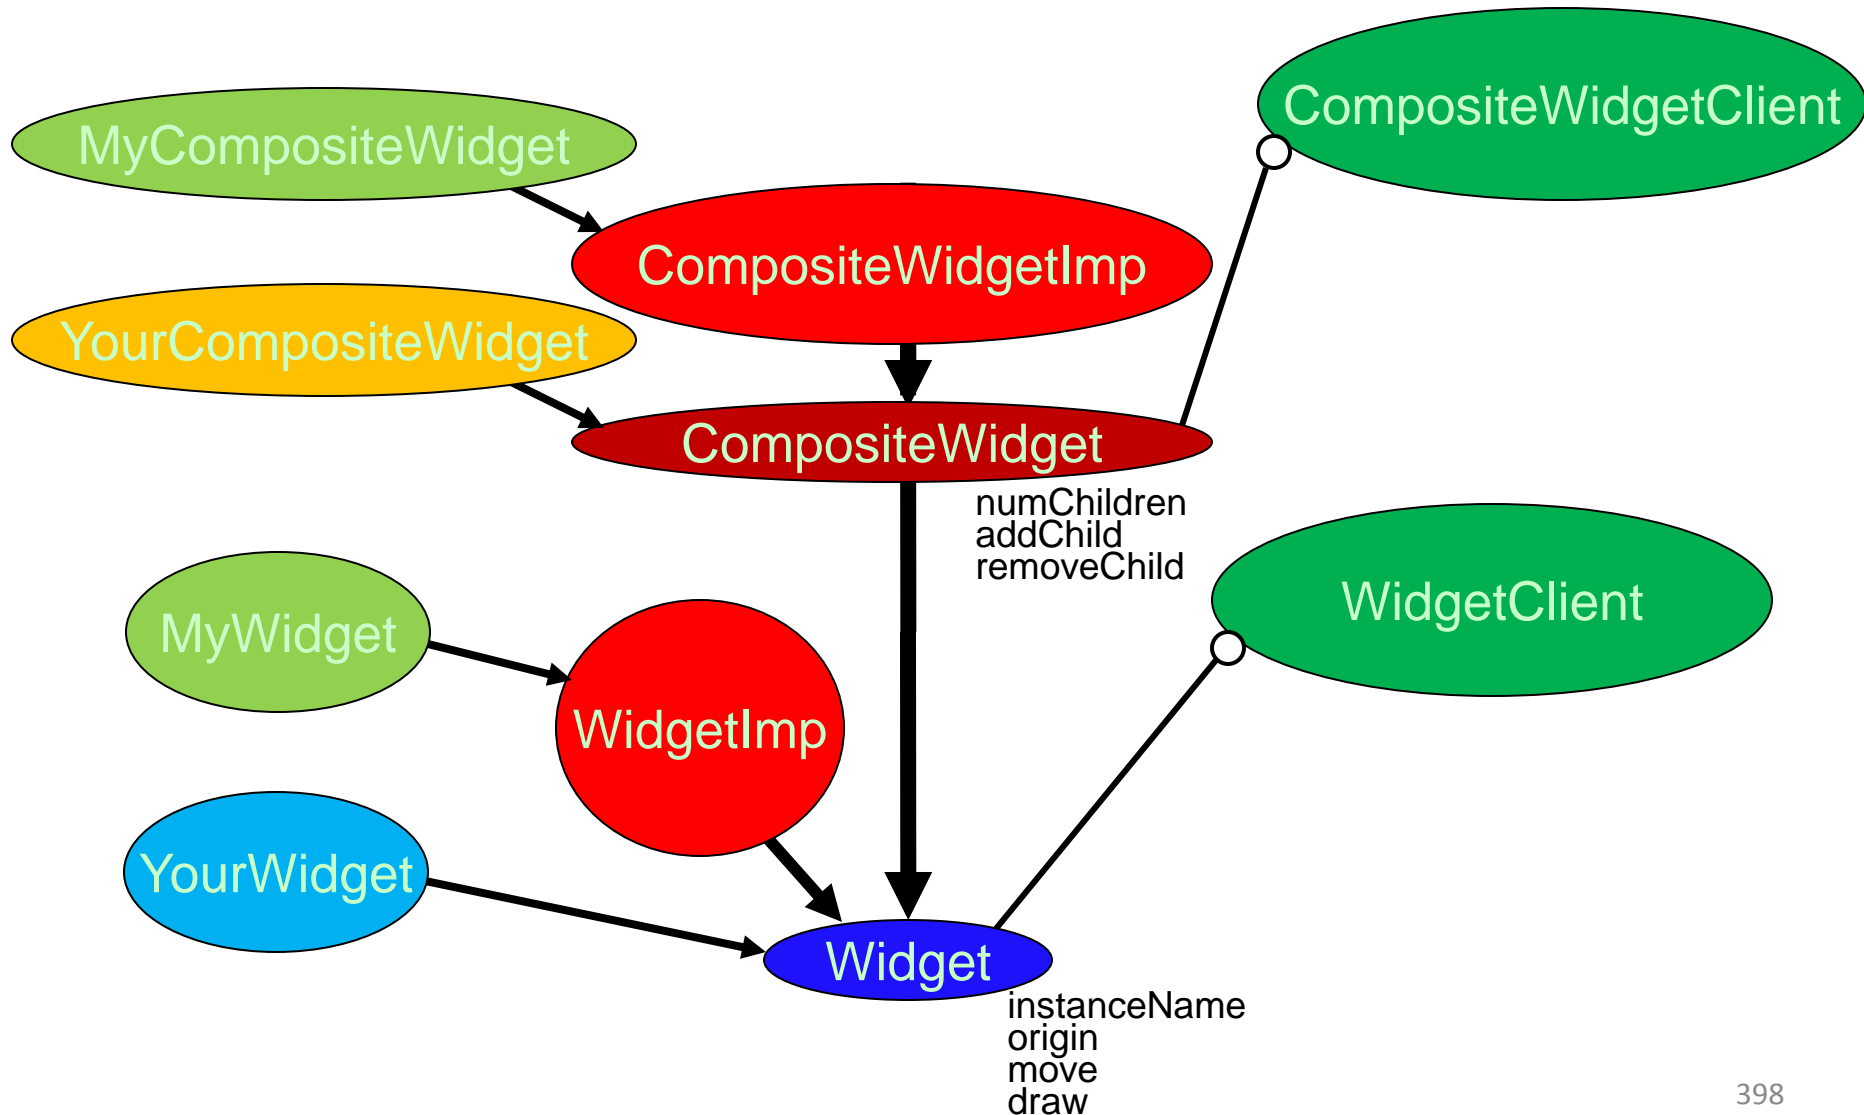 CompositeWidgetClient
MyCompositeWidget
CompositeWidgetImp
YourCompositeWidget
CompositeWidget
numChildren
addChild
removeChild
WidgetClient
MyWidget
WidgetImp
YourWidget
Widget
instanceName
origin
move
draw
398